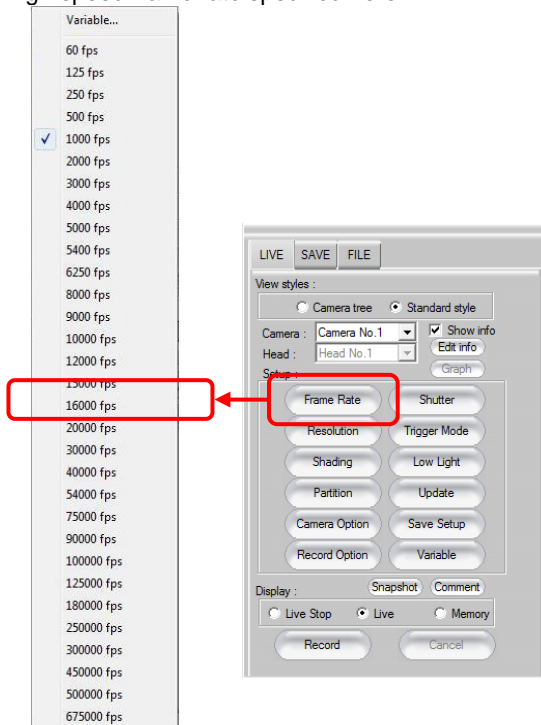 Variable...
60 fps
125 fps
250 fps
500 fps
1000 fps
2000 fps
3000 fps
4000 fps
5000 fps
5400 fps
6250 fps
8000 fps
9000 fps
10000 fps
12000 fps
15000 fps
16000 fps
20000 fps
30000 fps
40000 fps
54000 fps
75000 fps
90000 fps
100000 fps
125000 fps
180000 fps
250000 fps
300000 fps
450000 fps
500000 fps
675000 fps
LIVE SAVE FILE
View styles :
Camera tree Standard style
Camera : Camera No.1 Show info
Head : Head No.1 Edit info
Setup : Graph
Frame Rate Shutter
Resolution Trigger Mode
Shading Low Light
Partition Update
Camera Option Save Setup
Record Option Variable
Display : Snapshot Comment
Live Stop Live Memory
Record Cancel